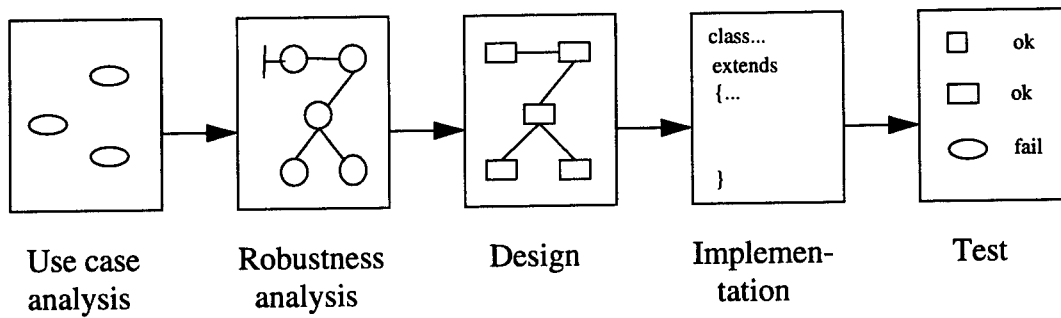 class...
extends
{...
}
ok
ok
fail
Use case
analysis
Robustness
analysis
Design
Implemen-
tation
Test